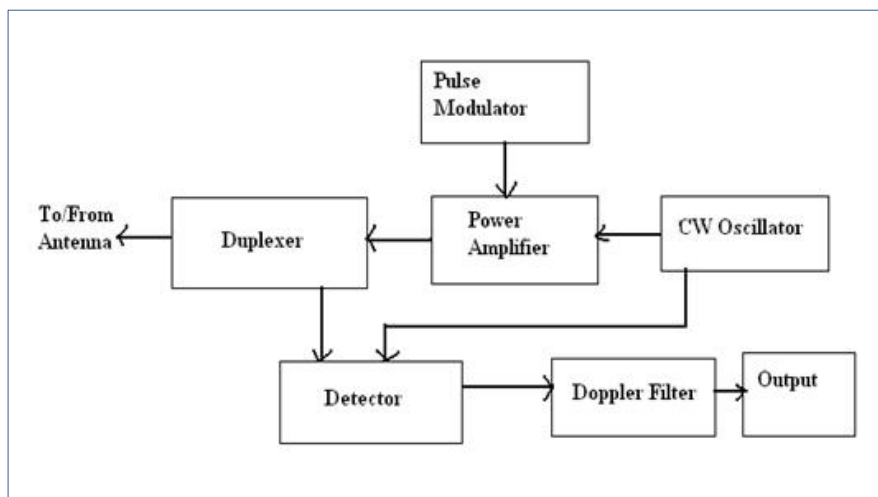 Pulse
Modulator
To/From
Antenna
Duplexer
Power
Amplifier
CW Oscillator
Detector
Doppler Filter
Output